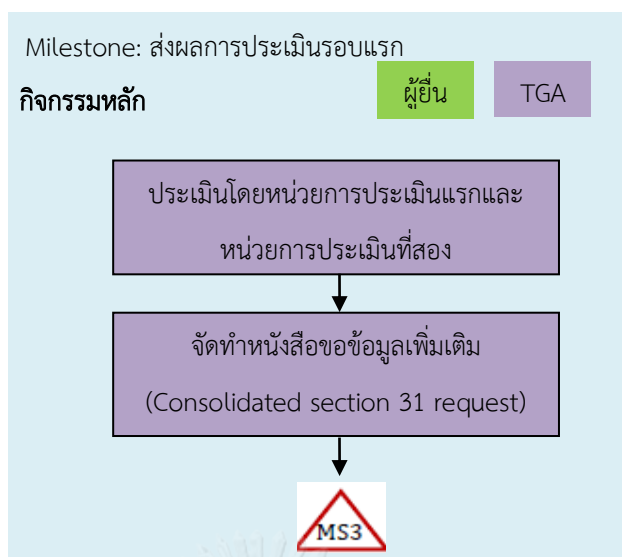 Milestone: ส่งผลการประเมินรอบแรก
กิจกรรมหลัก
ผู้ยื่น
TGA
ประเมินโดยหน่วยการประเมินแรกและ
หน่วยการประเมินที่สอง
จัดทำหนังสือขอข้อมูลเพิ่มเติม
(Consolidated section 31 request)
MS3